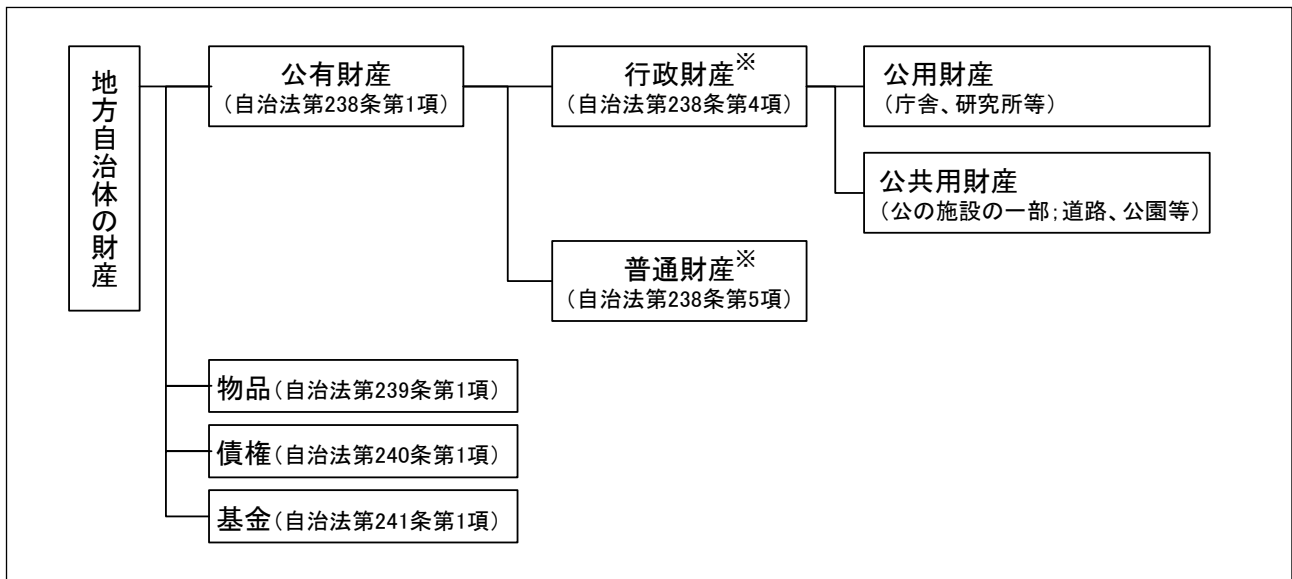 地方自治体の財産
公有財産
（自治法第238条第1項）
行政財産※
（自治法第238条第4項）
公用財産
（庁舎、研究所等）
公共用財産
（公の施設の一部；道路、公園等）
普通財産※
（自治法第238条第5項）
物品（自治法第239条第1項）
債権（自治法第240条第1項）
基金（自治法第241条第1項）